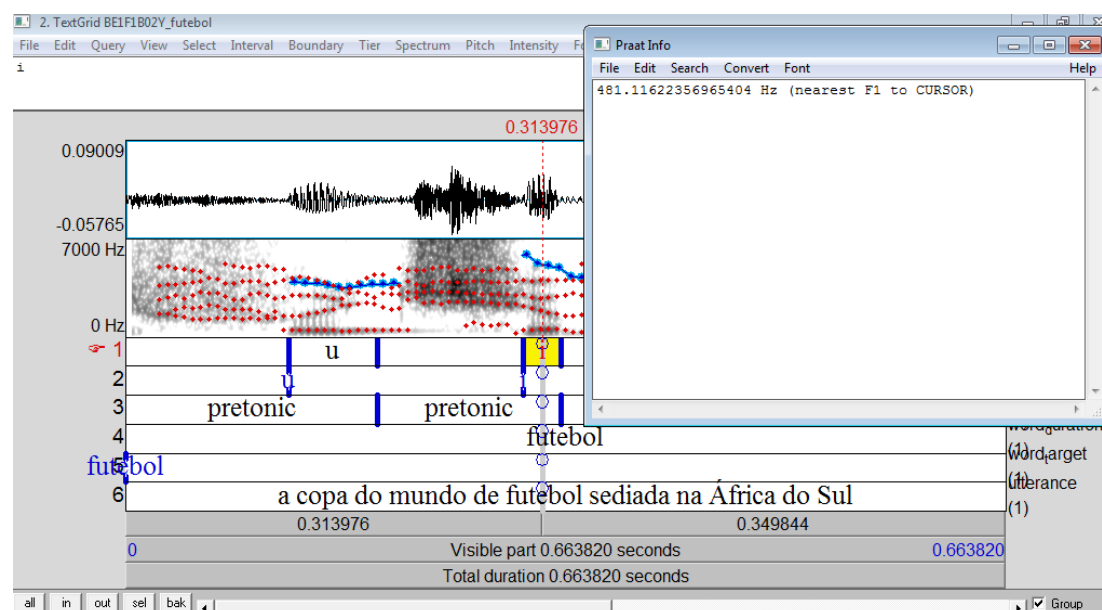 2. TextGrid BE1F1B02Y_futebol
File Edit Query View Select Interval Boundary Tier Spectrum Pitch Intensity
i
Praat Info
File Edit Search Convert Font Help
481.11622356965404 Hz (nearest F1 to CURSOR)
0.313976
0.09009
-0.05765
7000 Hz
0 Hz
1 u i
2 u i
3 pretonic pretonic
4 futebol
5 futebol
word target
(1)
6 a copa do mundo de futebol sediada na África do Sul
utterance
(1)
0.313976 0.349844
0 Visible part 0.663820 seconds 0.663820
Total duration 0.663820 seconds
all in out sel bak Group